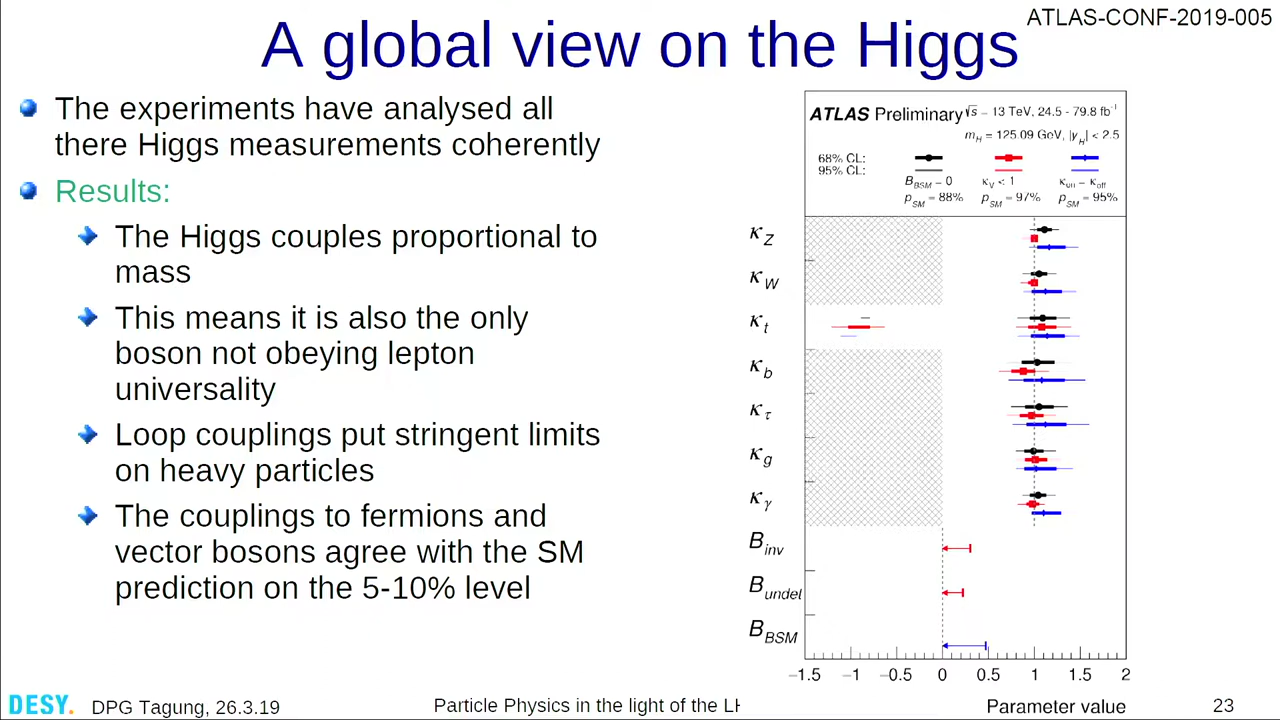 A global view on the Higgs
ATLAS-CONF-2019-005
The experiments have analysed all
there Higgs measurements coherently
Results:
The Higgs couples proportional to
mass
This means it is also the only
boson not obeying lepton
universality
Loop couplings put stringent limits
on heavy particles
The couplings to fermions and
vector bosons agree with the SM
prediction on the 5-10% level
ATLAS Preliminary √s = 13 TeV, 24.5 - 79.8 fb⁻¹
m_H = 125.09 GeV, |y_H| < 2.5
68% CL:
95% CL:
B_BSM = 0 κ_V < 1 κ_on = κ_off
p_SM = 88% p_SM = 97% p_SM = 95%
κ_Z
κ_W
κ_t
κ_b
κ_τ
κ_g
κ_γ
B_inv
B_undet
B_BSM
−1.5 −1 −0.5 0 0.5 1 1.5 2
Parameter value
DESY. DPG Tagung, 26.3.19
Particle Physics in the light of the LH
23